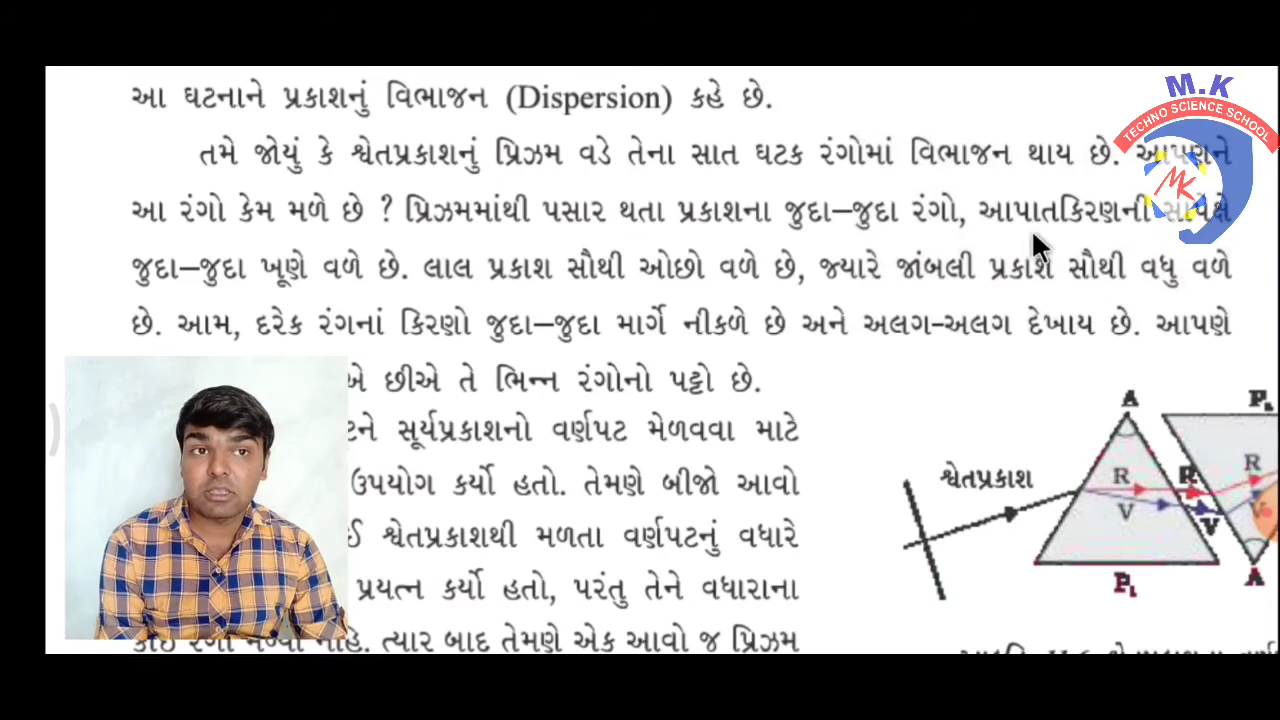 આ ઘટનાને પ્રકાશનું વિભાજન (Dispersion) કહે છે.
તમે જોયું કે શ્વેતપ્રકાશનું પ્રિઝમ વડે તેના સાત ઘટક રંગોમાં વિભાજન થાય છે. આપણને
આ રંગો કેમ મળે છે ? પ્રિઝમમાંથી પસાર થતા પ્રકાશના જુદા–જુદા રંગો, આપાતકિરણની સાપેક્ષે
જુદા–જુદા ખૂણે વળે છે. લાલ પ્રકાશ સૌથી ઓછો વળે છે, જ્યારે જાંબલી પ્રકાશ સૌથી વધુ વળે
છે. આમ, દરેક રંગનાં કિરણો જુદા–જુદા માર્ગે નીકળે છે અને અલગ-અલગ દેખાય છે. આપણે
છીએ તે ભિન્ન રંગોનો પટ્ટો છે.
સૂર્યપ્રકાશનો વર્ણપટ મેળવવા માટે
ઉપયોગ કર્યો હતો. તેમણે બીજો આવો
શ્વેતપ્રકાશથી મળતા વર્ણપટનું વધારે
પ્રયત્ન કર્યો હતો, પરંતુ તેને વધારાના
ત્યાર બાદ તેમણે એક આવો જ પ્રિઝમ
શ્વેતપ્રકાશ
A
R
V
R
V
P₁
P₂
R
V
A
M.K
TECHNO SCIENCE SCHOOL
MK